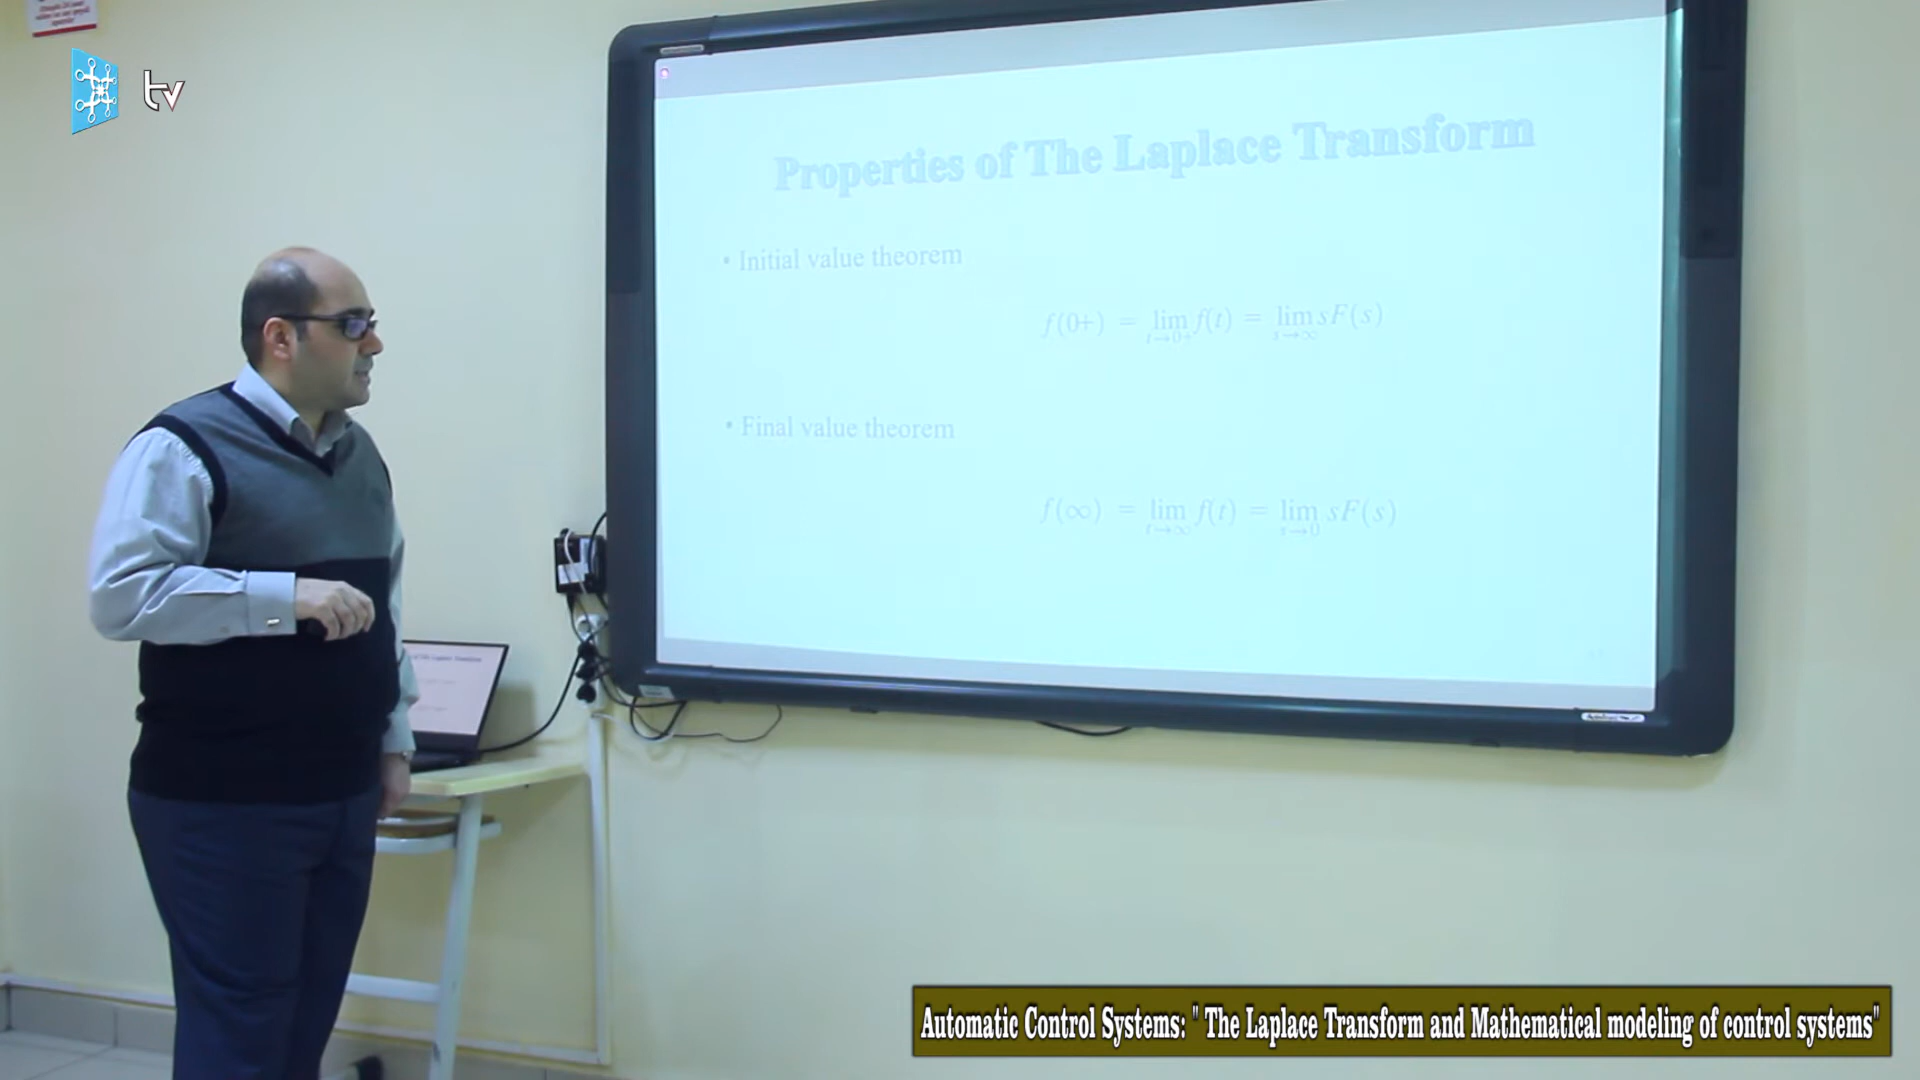 tv
Properties of The Laplace Transform
• Initial value theorem
f(0+) = lim f(t) = lim sF(s)
t→0+ s→∞
• Final value theorem
f(∞) = lim f(t) = lim sF(s)
t→∞ s→0
Automatic Control Systems: " The Laplace Transform and Mathematical modeling of control systems"